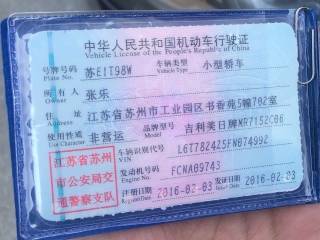 中华人民共和国机动车行驶证
Vehicle License of the People's Republic of China
号牌号码 苏E1T98W 车辆类型 小型轿车
Plate No. Vehicle Type
所有人 张乐
Owner
住址 江苏省苏州市工业园区书香苑5幢702室
Address
使用性质 非营运 品牌型号 吉利美日牌MR7152C06
Use Character Model
江苏省苏州
市公安局交
通警察支队
车辆识别代号 L6T7824Z5FN074992
VIN
发动机号码 FCNA09743
Engine No.
注册日期 2016-02-03 发证日期 2016-02-03
Register Date Issue Date